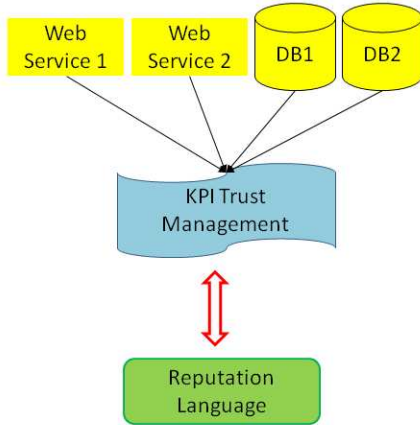 Web
Service 1
Web
Service 2
DB1
DB2
KPI Trust
Management
Reputation
Language